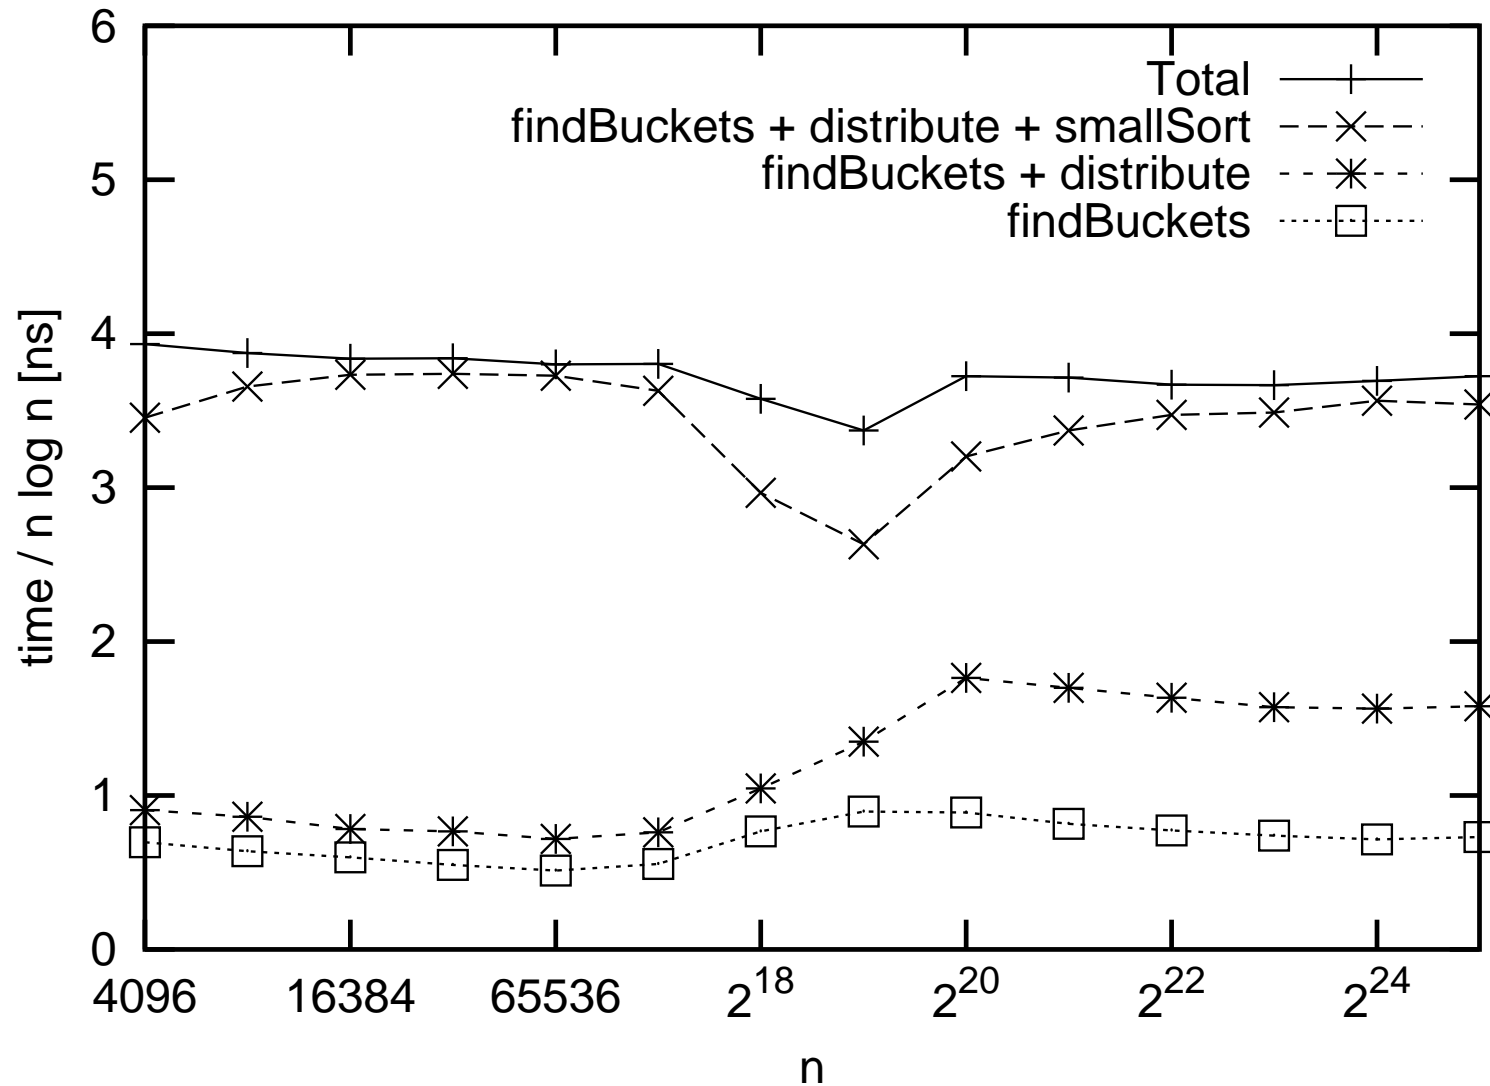 6
5
4
3
2
1
0
time / n log n [ns]
Total
findBuckets + distribute + smallSort
findBuckets + distribute
findBuckets
4096 16384 65536 2^18 2^20 2^22 2^24
n